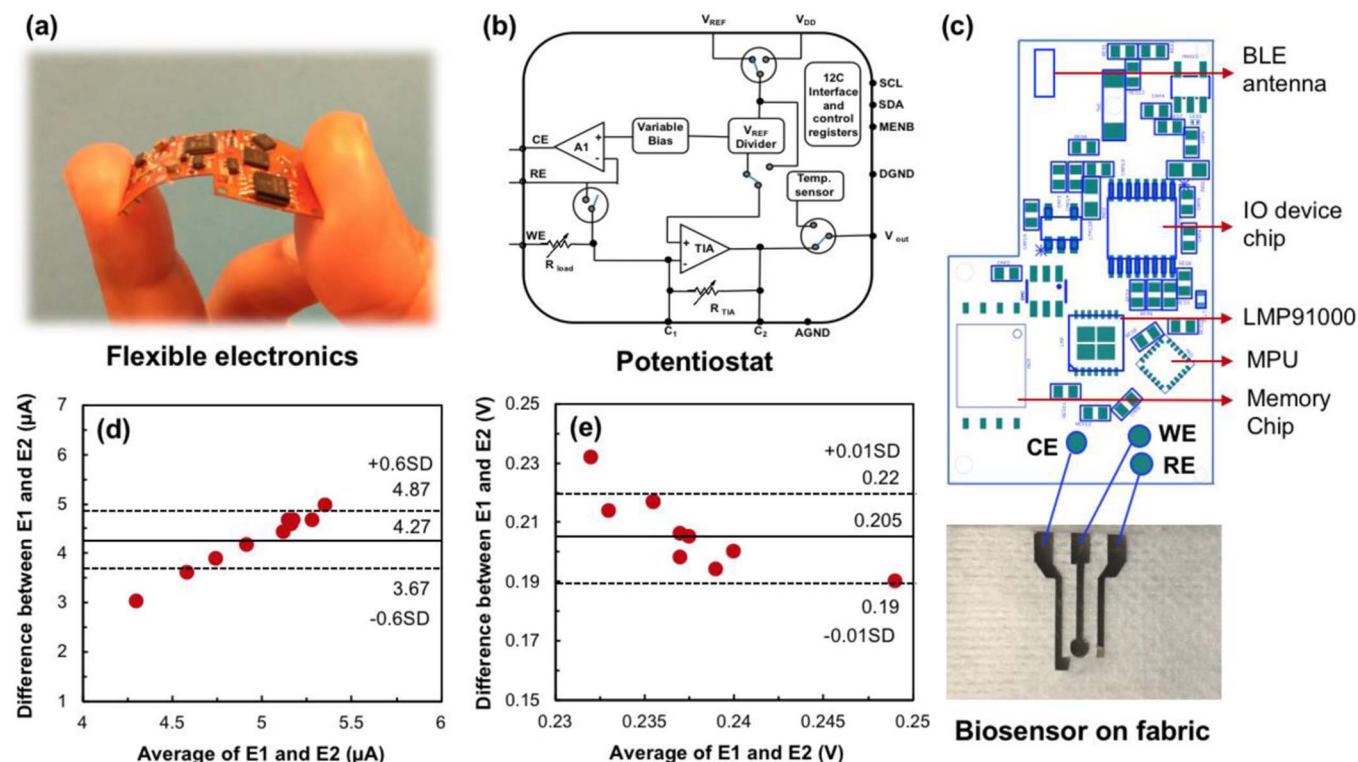 (a)
Flexible electronics
(b)
V REF
V DD
12C
Interface
and
control
registers
SCL
SDA
MENB
DGND
V out
CE
RE
WE
A1
+
-
Variable
Bias
V REF
Divider
Temp.
sensor
TIA
+
-
R load
R TIA
C1
C2
AGND
Potentiostat
(c)
BLE
antenna
IO device
chip
LMP91000
MPU
Memory
Chip
CE
WE
RE
Biosensor on fabric
(d)
Difference between E1 and E2 (µA)
7
6
5
4
3
2
1
+0.6SD
4.87
4.27
3.67
-0.6SD
4
4.5
5
5.5
6
Average of E1 and E2 (µA)
(e)
Difference between E1 and E2 (V)
0.25
0.23
0.21
0.19
0.17
0.15
+0.01SD
0.22
0.205
0.19
-0.01SD
0.23
0.235
0.24
0.245
0.25
Average of E1 and E2 (V)